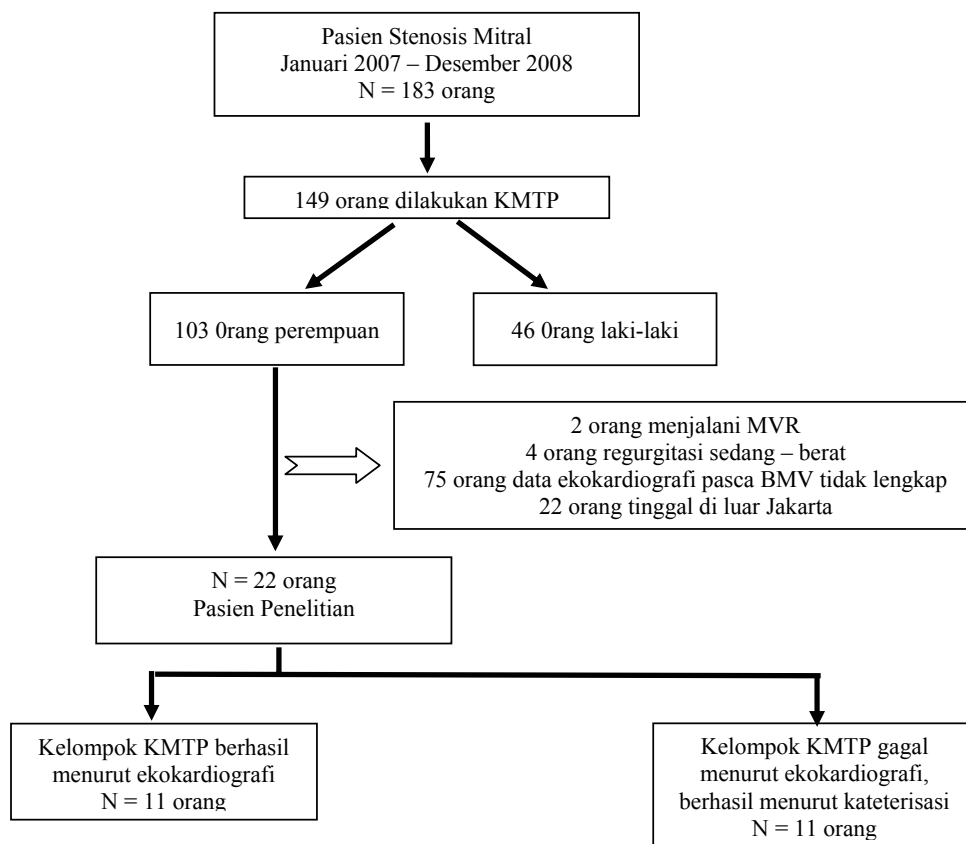 Pasien Stenosis Mitral
Januari 2007 – Desember 2008
N = 183 orang
149 orang dilakukan KMTP
103 0rang perempuan
46 0rang laki-laki
2 orang menjalani MVR
4 orang regurgitasi sedang – berat
75 orang data ekokardiografi pasca BMV tidak lengkap
22 orang tinggal di luar Jakarta
N = 22 orang
Pasien Penelitian
Kelompok KMTP berhasil
menurut ekokardiografi
N = 11 orang
Kelompok KMTP gagal
menurut ekokardiografi,
berhasil menurut kateterisasi
N = 11 orang